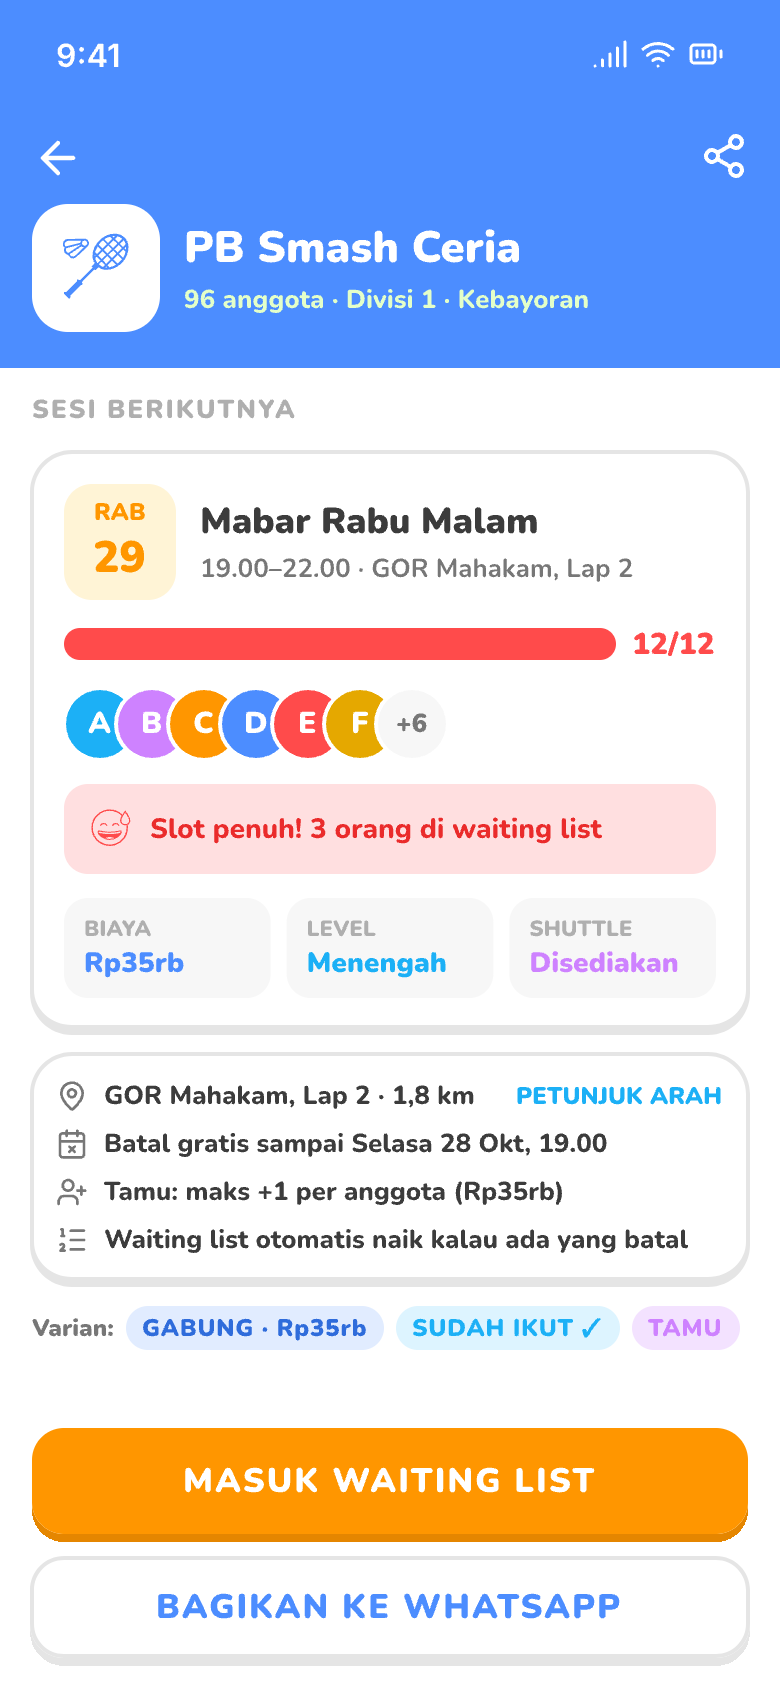 9:41
PB Smash Ceria
96 anggota · Divisi 1 · Kebayoran
SESI BERIKUTNYA
RAB
29
Mabar Rabu Malam
19.00–22.00 · GOR Mahakam, Lap 2
12/12
A B C D E F +6
Slot penuh! 3 orang di waiting list
BIAYA
Rp35rb
LEVEL
Menengah
SHUTTLE
Disediakan
GOR Mahakam, Lap 2 · 1,8 km PETUNJUK ARAH
Batal gratis sampai Selasa 28 Okt, 19.00
Tamu: maks +1 per anggota (Rp35rb)
Waiting list otomatis naik kalau ada yang batal
Varian: GABUNG · Rp35rb SUDAH IKUT ✓ TAMU
MASUK WAITING LIST
BAGIKAN KE WHATSAPP